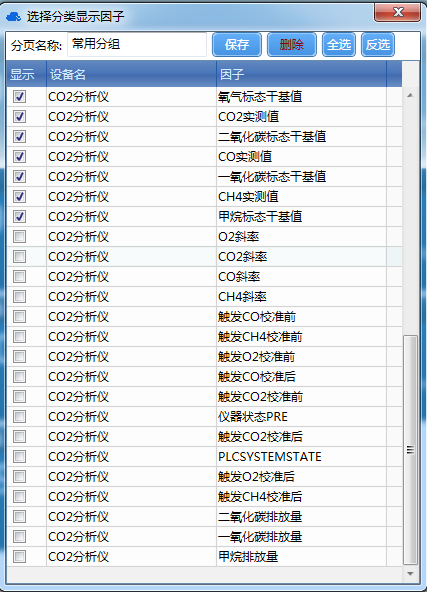 选择分类显示因子
分页名称: 常用分组 保存 删除 全选 反选
显示 设备名 因子
CO2分析仪 氧气标态干基值
CO2分析仪 CO2实测值
CO2分析仪 二氧化碳标态干基值
CO2分析仪 CO实测值
CO2分析仪 一氧化碳标态干基值
CO2分析仪 CH4实测值
CO2分析仪 甲烷标态干基值
CO2分析仪 O2斜率
CO2分析仪 CO2斜率
CO2分析仪 CO斜率
CO2分析仪 CH4斜率
CO2分析仪 触发CO校准前
CO2分析仪 触发CH4校准前
CO2分析仪 触发O2校准前
CO2分析仪 触发CO校准后
CO2分析仪 触发CO2校准前
CO2分析仪 仪器状态PRE
CO2分析仪 触发CO2校准后
CO2分析仪 PLCSYSTEMSTATE
CO2分析仪 触发O2校准后
CO2分析仪 触发CH4校准后
CO2分析仪 二氧化碳排放量
CO2分析仪 一氧化碳排放量
CO2分析仪 甲烷排放量